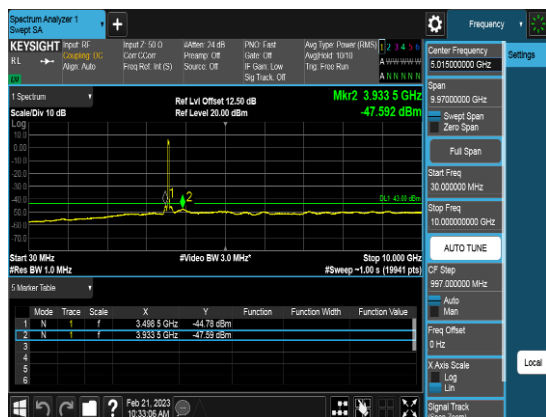 Spectrum Analyzer 1
Swept SA
+
Frequency
KEYSIGHT
RL
Input: RF
Coupling: DC
Align: Auto
Input Z: 50 Ω
Corr CCorr
Freq Ref: Int (S)
#Atten: 24 dB
Preamp: Off
Source: Off
PNO: Fast
Gate: Off
IF Gain: Low
Sig Track: Off
Avg Type: Power (RMS)
Avg|Hold: 10/10
Trig: Free Run
1 2 3 4 5 6
A W W W W W
A N N N N N
1 Spectrum
Scale/Div 10 dB
Log
Ref Lvl Offset 12.50 dB
Ref Level 20.00 dBm
Mkr2 3.933 5 GHz
-47.592 dBm
10.0
0.00
-10.0
-20.0
-30.0
-40.0
-50.0
-60.0
-70.0
1
2
Start 30 MHz
#Res BW 1.0 MHz
#Video BW 3.0 MHz*
Stop 10.000 GHz
#Sweep ~1.00 s (19941 pts)
5 Marker Table
Mode Trace Scale X Y Function Function Width Function Value
1 N 1 f 3.498 5 GHz -44.78 dBm
2 N 1 f 3.933 5 GHz -47.59 dBm
3
4
5
6
Feb 21, 2023
10:33:06 AM
Center Frequency
5.015000000 GHz
Span
9.97000000 GHz
Swept Span
Zero Span
Full Span
Start Freq
30.000000 MHz
Stop Freq
10.000000000 GHz
AUTO TUNE
CF Step
997.000000 MHz
Auto
Man
Freq Offset
0 Hz
X Axis Scale
Log
Lin
Signal Track
(Span Zoom)
Settings
Local